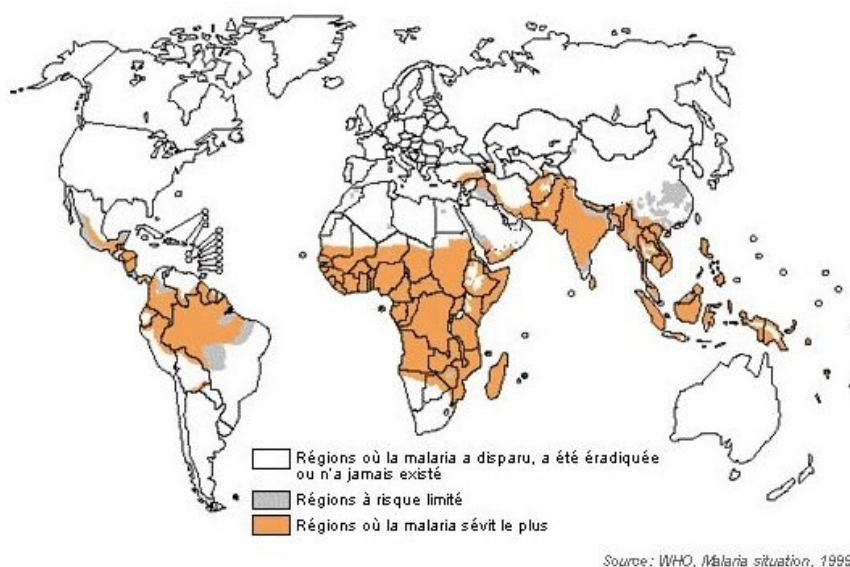 Régions où la malaria a disparu, a été éradiquée
ou n'a jamais existé
Régions à risque limité
Régions où la malaria sévit le plus
Source: WHO, Malaria situation, 1999